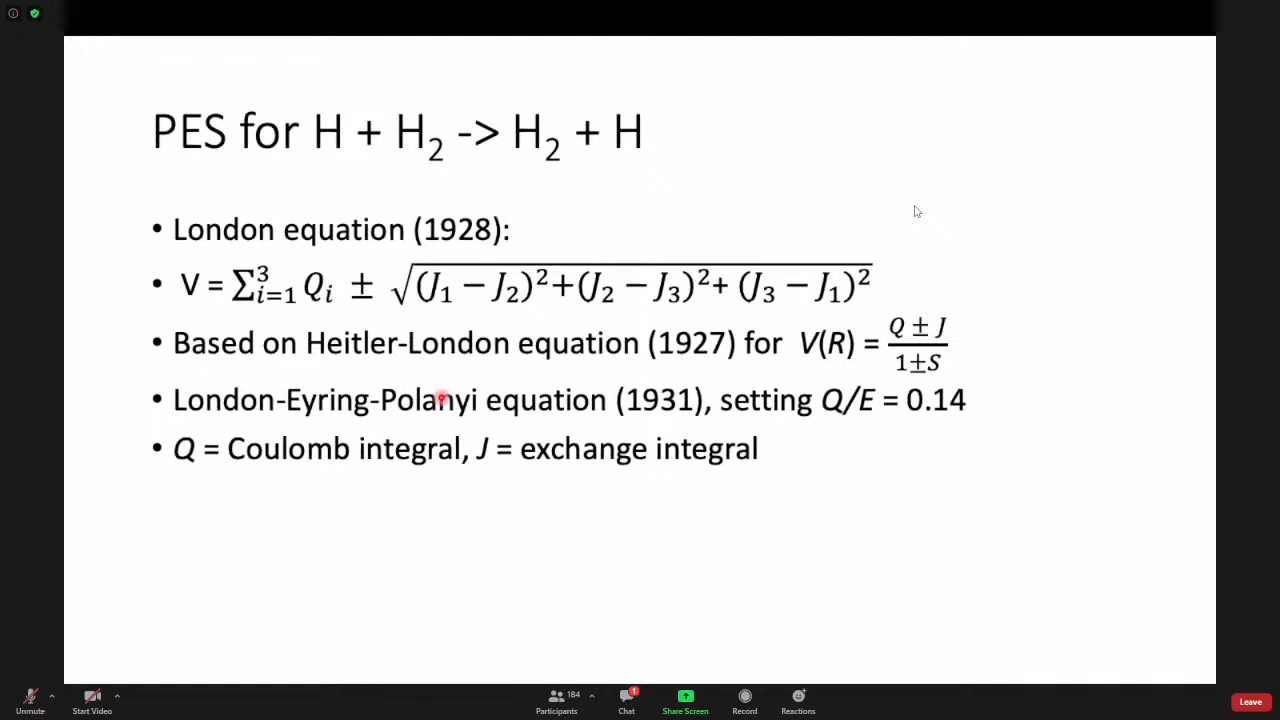 PES for H + H₂ -> H₂ + H
• London equation (1928):
• V = ∑³ᵢ₌₁ Qᵢ ± √(J₁ − J₂)²+(J₂ − J₃)²+ (J₃ − J₁)²
• Based on Heitler-London equation (1927) for V(R) = (Q ± J)/(1±S)
• London-Eyring-Polanyi equation (1931), setting Q/E = 0.14
• Q = Coulomb integral, J = exchange integral
Unmute
Start Video
184
Participants
1
Chat
Share Screen
Record
Reactions
Leave